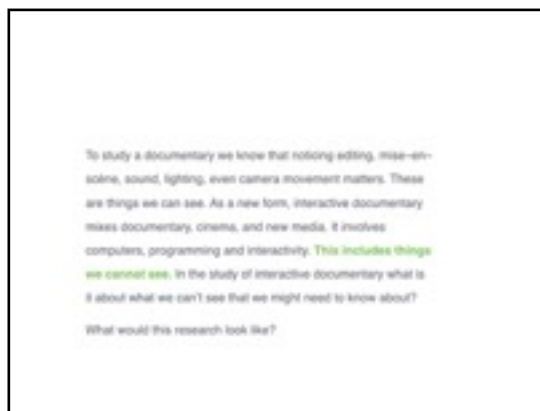 To study a documentary we know that noticing editing, mise-en-
scène, sound, lighting, even camera movement matters. These
are things we can see. As a new form, interactive documentary
mixes documentary, cinema, and new media. It involves
computers, programming and interactivity. This includes things
we cannot see. In the study of interactive documentary what is
it about what we can't see that we might need to know about?
What would this research look like?